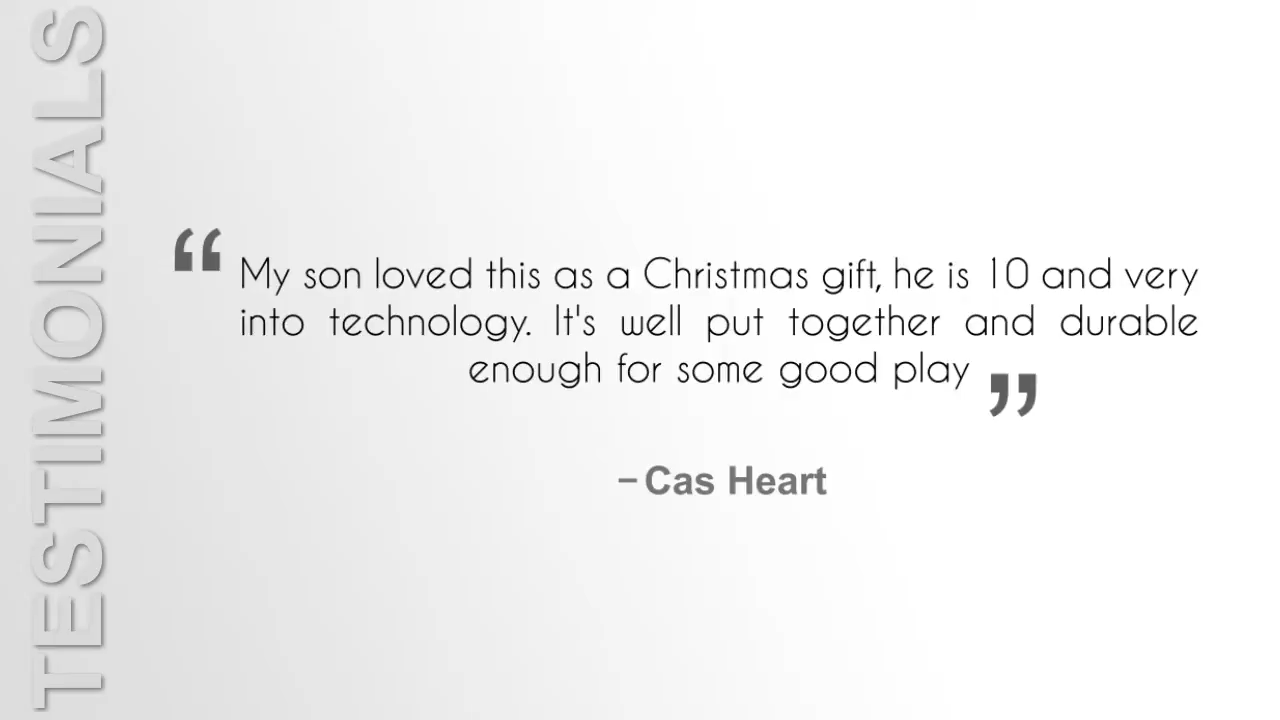 TESTIMONIALS
“My son loved this as a Christmas gift, he is 10 and very
into technology. It's well put together and durable
enough for some good play”
– Cas Heart